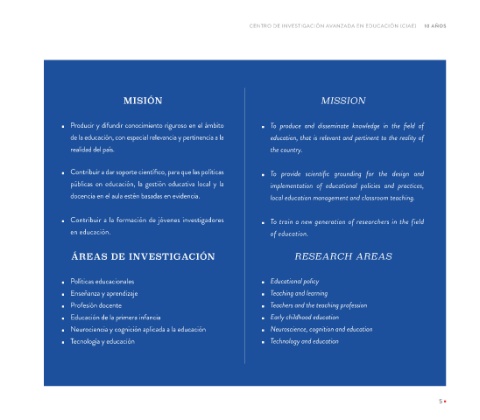 CENTRO DE INVESTIGACIÓN AVANZADA EN EDUCACIÓN (CIAE) 10 AÑOS
MISIÓN
• Producir y difundir conocimiento riguroso en el ámbito
de la educación, con especial relevancia y pertinencia a la
realidad del país.
• Contribuir a dar soporte científico, para que las políticas
públicas en educación, la gestión educativa local y la
docencia en el aula estén basadas en evidencia.
• Contribuir a la formación de jóvenes investigadores
en educación.
ÁREAS DE INVESTIGACIÓN
• Políticas educacionales
• Enseñanza y aprendizaje
• Profesión docente
• Educación de la primera infancia
• Neurociencia y cognición aplicada a la educación
• Tecnología y educación
MISSION
• To produce and disseminate knowledge in the field of
education, that is relevant and pertinent to the reality of
the country.
• To provide scientific grounding for the design and
implementation of educational policies and practices,
local education management and classroom teaching.
• To train a new generation of researchers in the field
of education.
RESEARCH AREAS
• Educational policy
• Teaching and learning
• Teachers and the teaching profession
• Early childhood education
• Neuroscience, cognition and education
• Technology and education
5